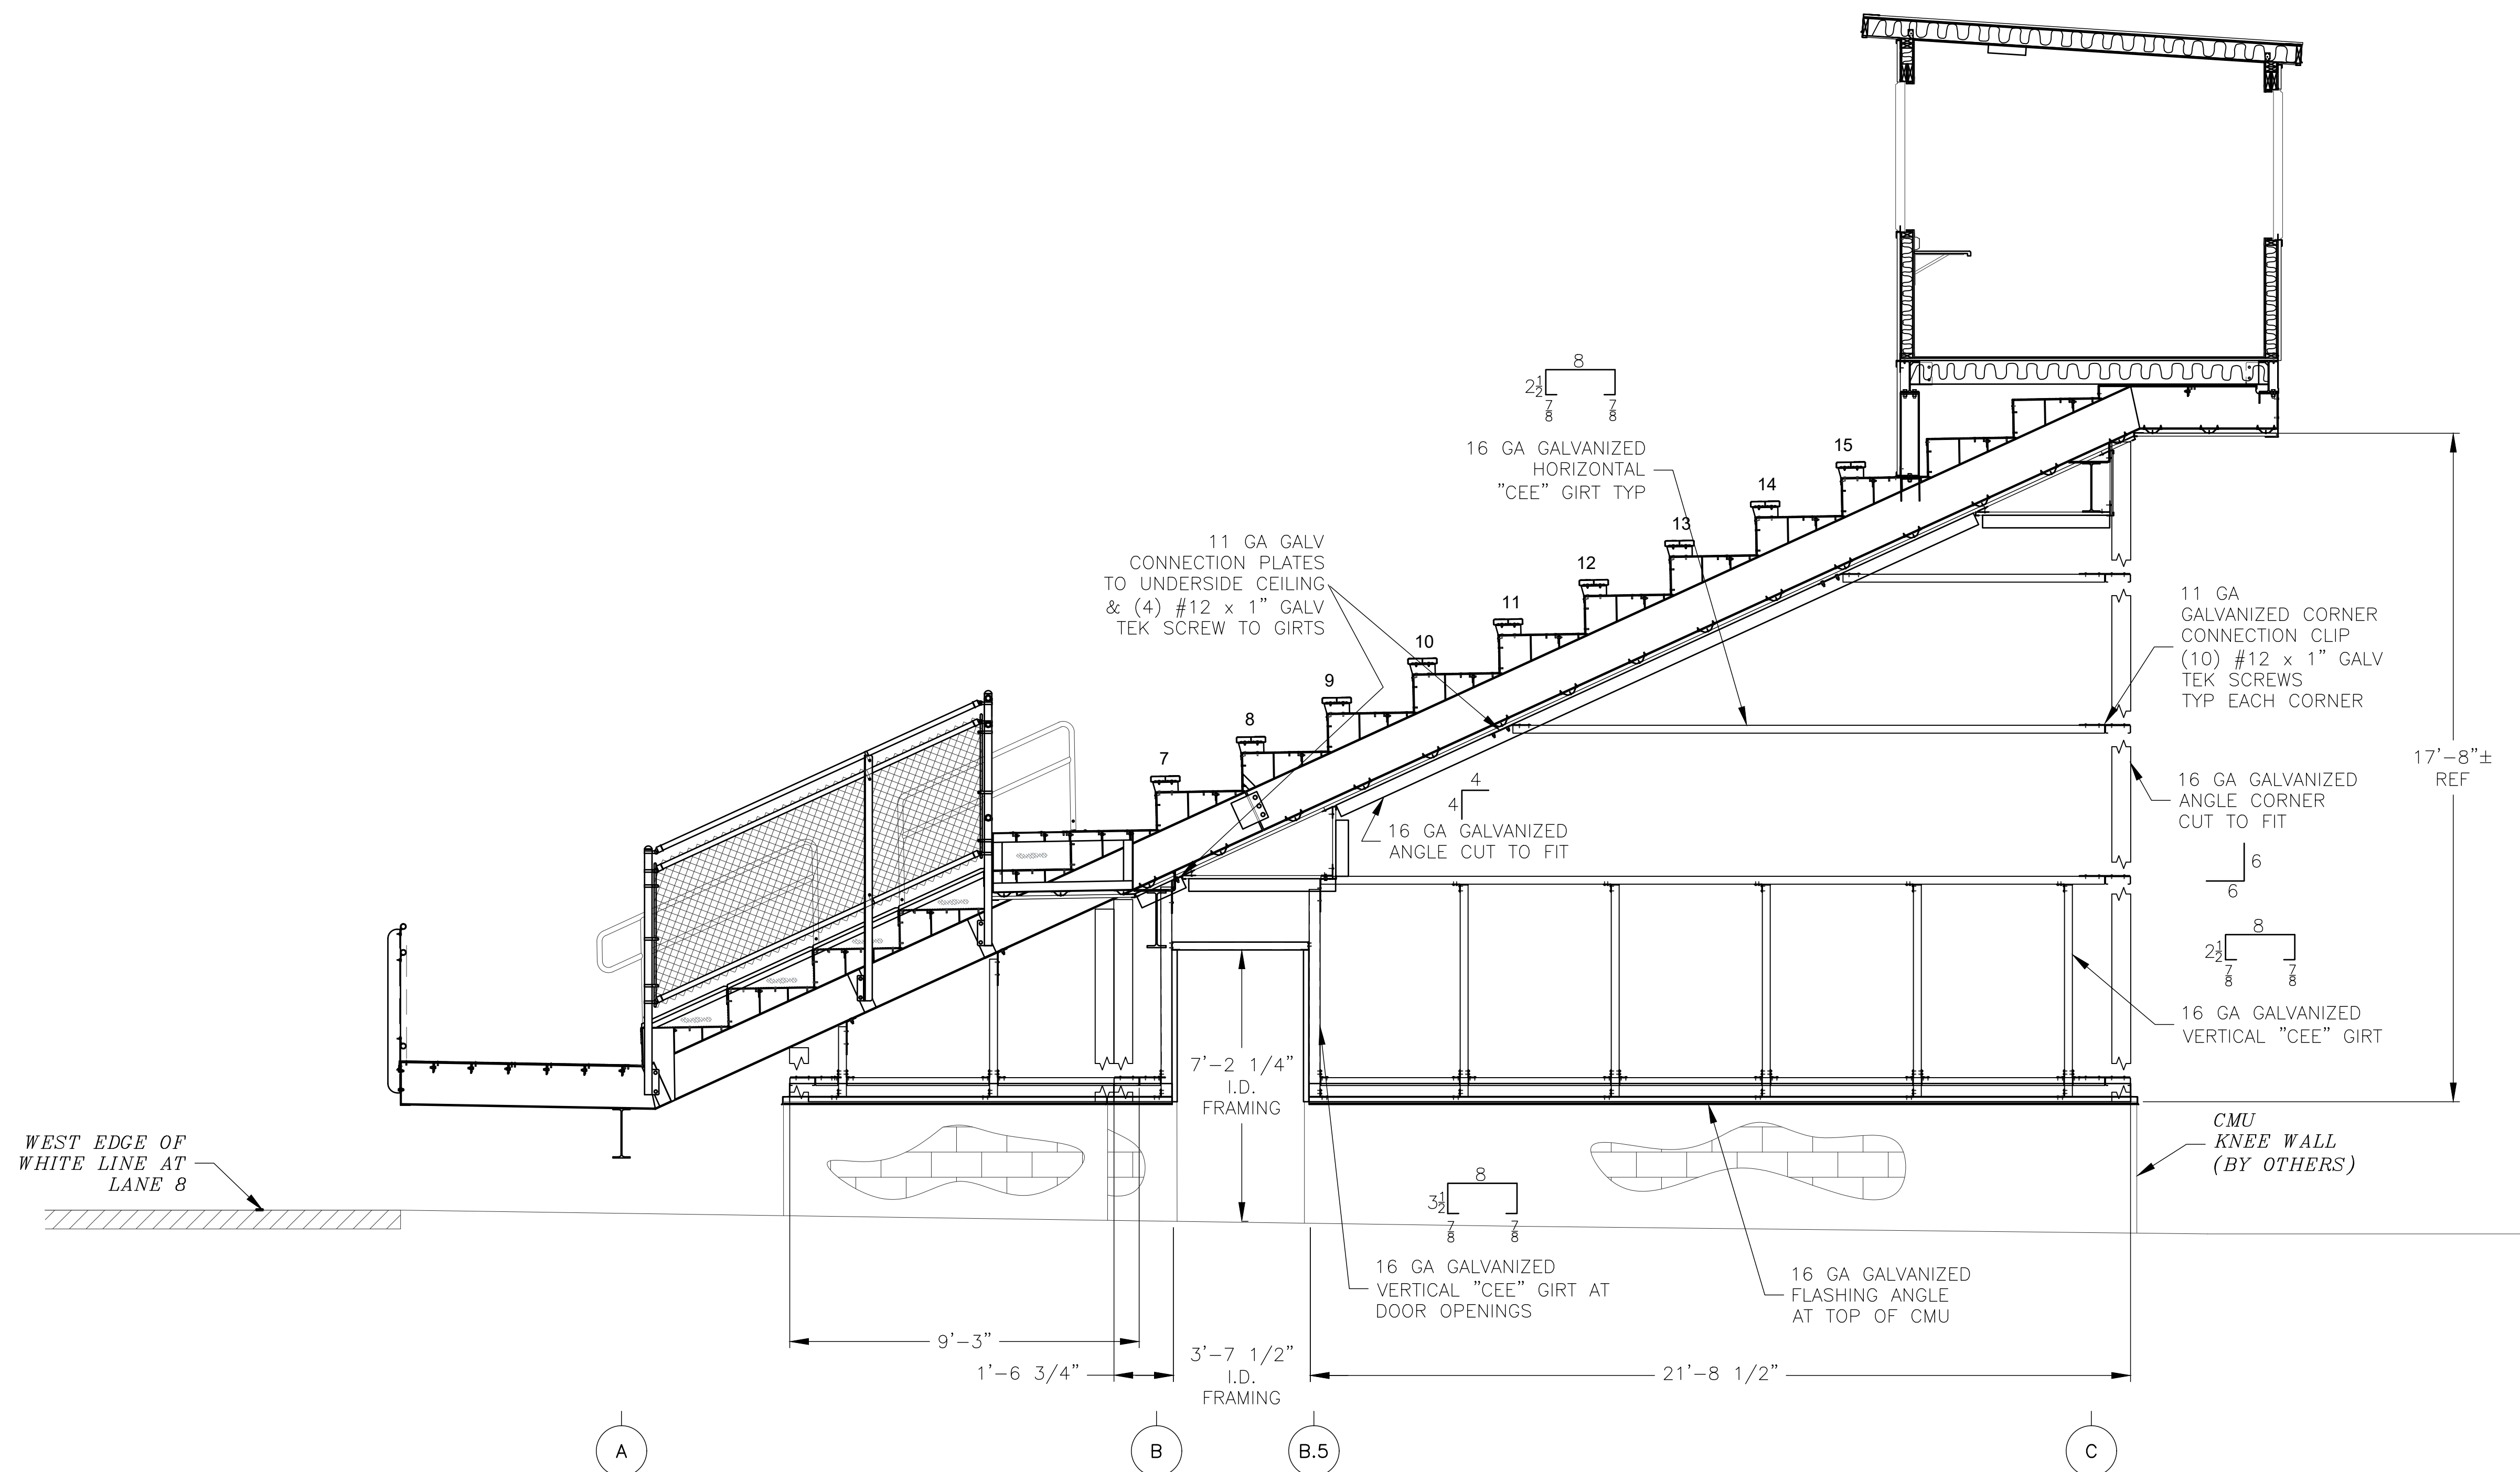 8
2½
⅞ ⅞
16 GA GALVANIZED
HORIZONTAL
"CEE" GIRT TYP
15
14
13
12
11
10
9
8
7
11 GA GALV
CONNECTION PLATES
TO UNDERSIDE CEILING
& (4) #12 x 1" GALV
TEK SCREW TO GIRTS
11 GA
GALVANIZED CORNER
CONNECTION CLIP
(10) #12 x 1" GALV
TEK SCREWS
TYP EACH CORNER
17'-8"±
REF
16 GA GALVANIZED
ANGLE CORNER
CUT TO FIT
6
6
4
4
16 GA GALVANIZED
ANGLE CUT TO FIT
8
2½
⅞ ⅞
16 GA GALVANIZED
VERTICAL "CEE" GIRT
7'-2 1/4"
I.D.
FRAMING
WEST EDGE OF
WHITE LINE AT
LANE 8
CMU
KNEE WALL
(BY OTHERS)
8
3½
⅞ ⅞
16 GA GALVANIZED
VERTICAL "CEE" GIRT AT
DOOR OPENINGS
16 GA GALVANIZED
FLASHING ANGLE
AT TOP OF CMU
9'-3"
1'-6 3/4"
3'-7 1/2"
I.D.
FRAMING
21'-8 1/2"
A
B
B.5
C